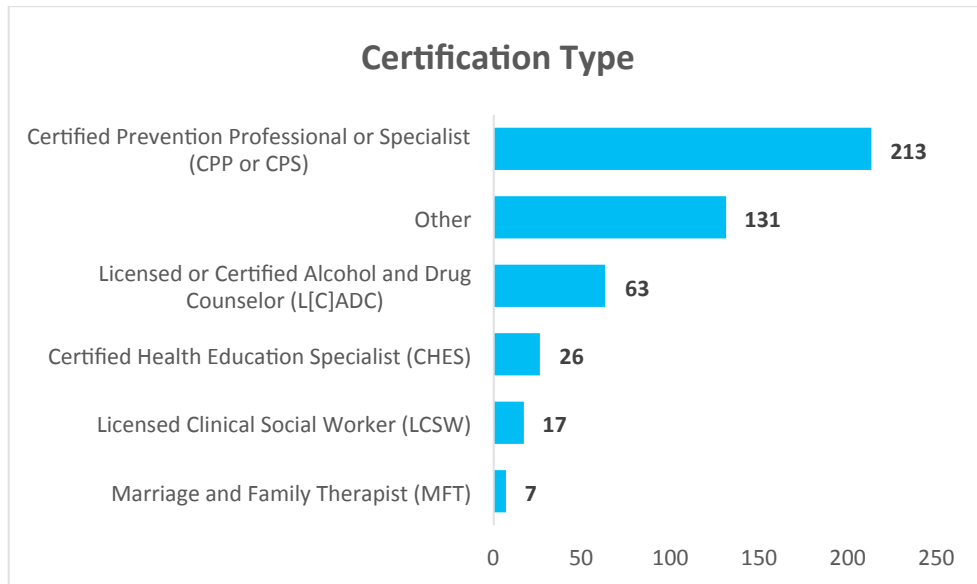 Certification Type
Certified Prevention Professional or Specialist
(CPP or CPS)
213
Other
131
Licensed or Certified Alcohol and Drug
Counselor (L[C]ADC)
63
Certified Health Education Specialist (CHES)
26
Licensed Clinical Social Worker (LCSW)
17
Marriage and Family Therapist (MFT)
7
0 50 100 150 200 250